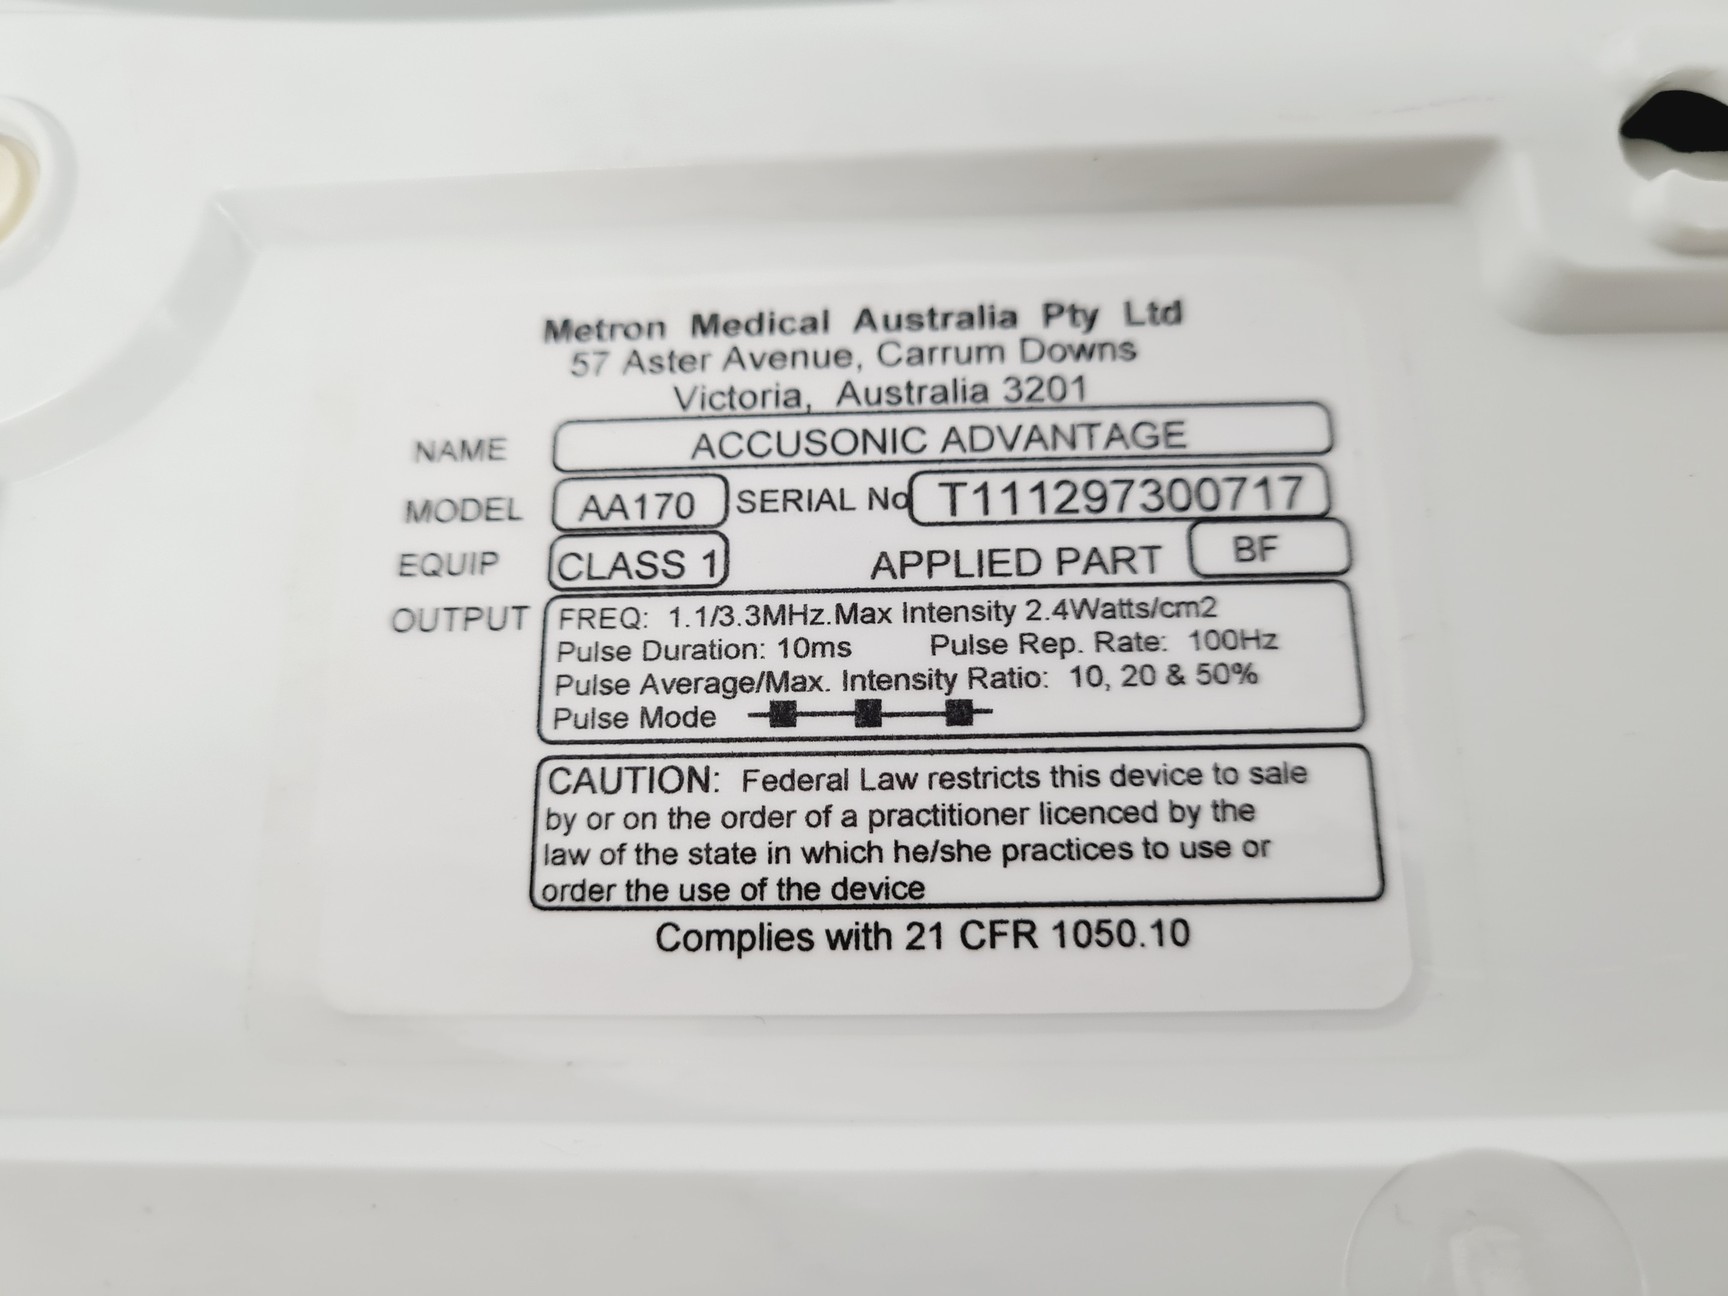 Metron Medical Australia Pty Ltd
57 Aster Avenue, Carrum Downs
Victoria, Australia 3201
NAME ACCUSONIC ADVANTAGE
MODEL AA170 SERIAL No T111297300717
EQUIP CLASS 1 APPLIED PART BF
OUTPUT FREQ: 1.1/3.3MHz.Max Intensity 2.4Watts/cm2
Pulse Duration: 10ms Pulse Rep. Rate: 100Hz
Pulse Average/Max. Intensity Ratio: 10, 20 & 50%
Pulse Mode
CAUTION: Federal Law restricts this device to sale
by or on the order of a practitioner licenced by the
law of the state in which he/she practices to use or
order the use of the device
Complies with 21 CFR 1050.10